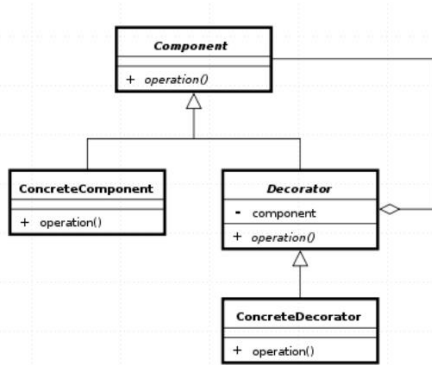 Component
+ operation()
ConcreteComponent
+ operation()
Decorator
- component
+ operation()
ConcreteDecorator
+ operation()